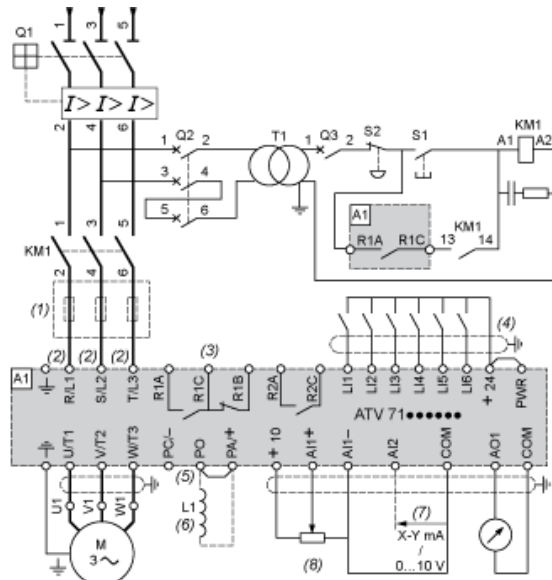 1 3 5
Q1
I> I> I>
2 4 6
1 Q2 2
3 4
5 6
T1
1 Q3 2
S2
S1
KM1
A1 A2
A1
R1A R1C
KM1
13 14
1 3 5
KM1
2 4 6
(1)
(2) (2) (2)
(3)
(4)
A1
R/L1
S/L2
T/L3
R1A
R1C
R1B
R2A
R2C
LI1
LI2
LI3
LI4
LI5
LI6
+ 24
PWR
ATV 71●●●●●●
U/T1
V/T2
W/T3
PC/–
PO
PA/+
+ 10
AI1+
AI1–
AI2
COM
AO1
COM
(5)
U1
V1
W1
L1
(6)
(7)
X-Y mA
/
0...10 V
(8)
M
3 ~